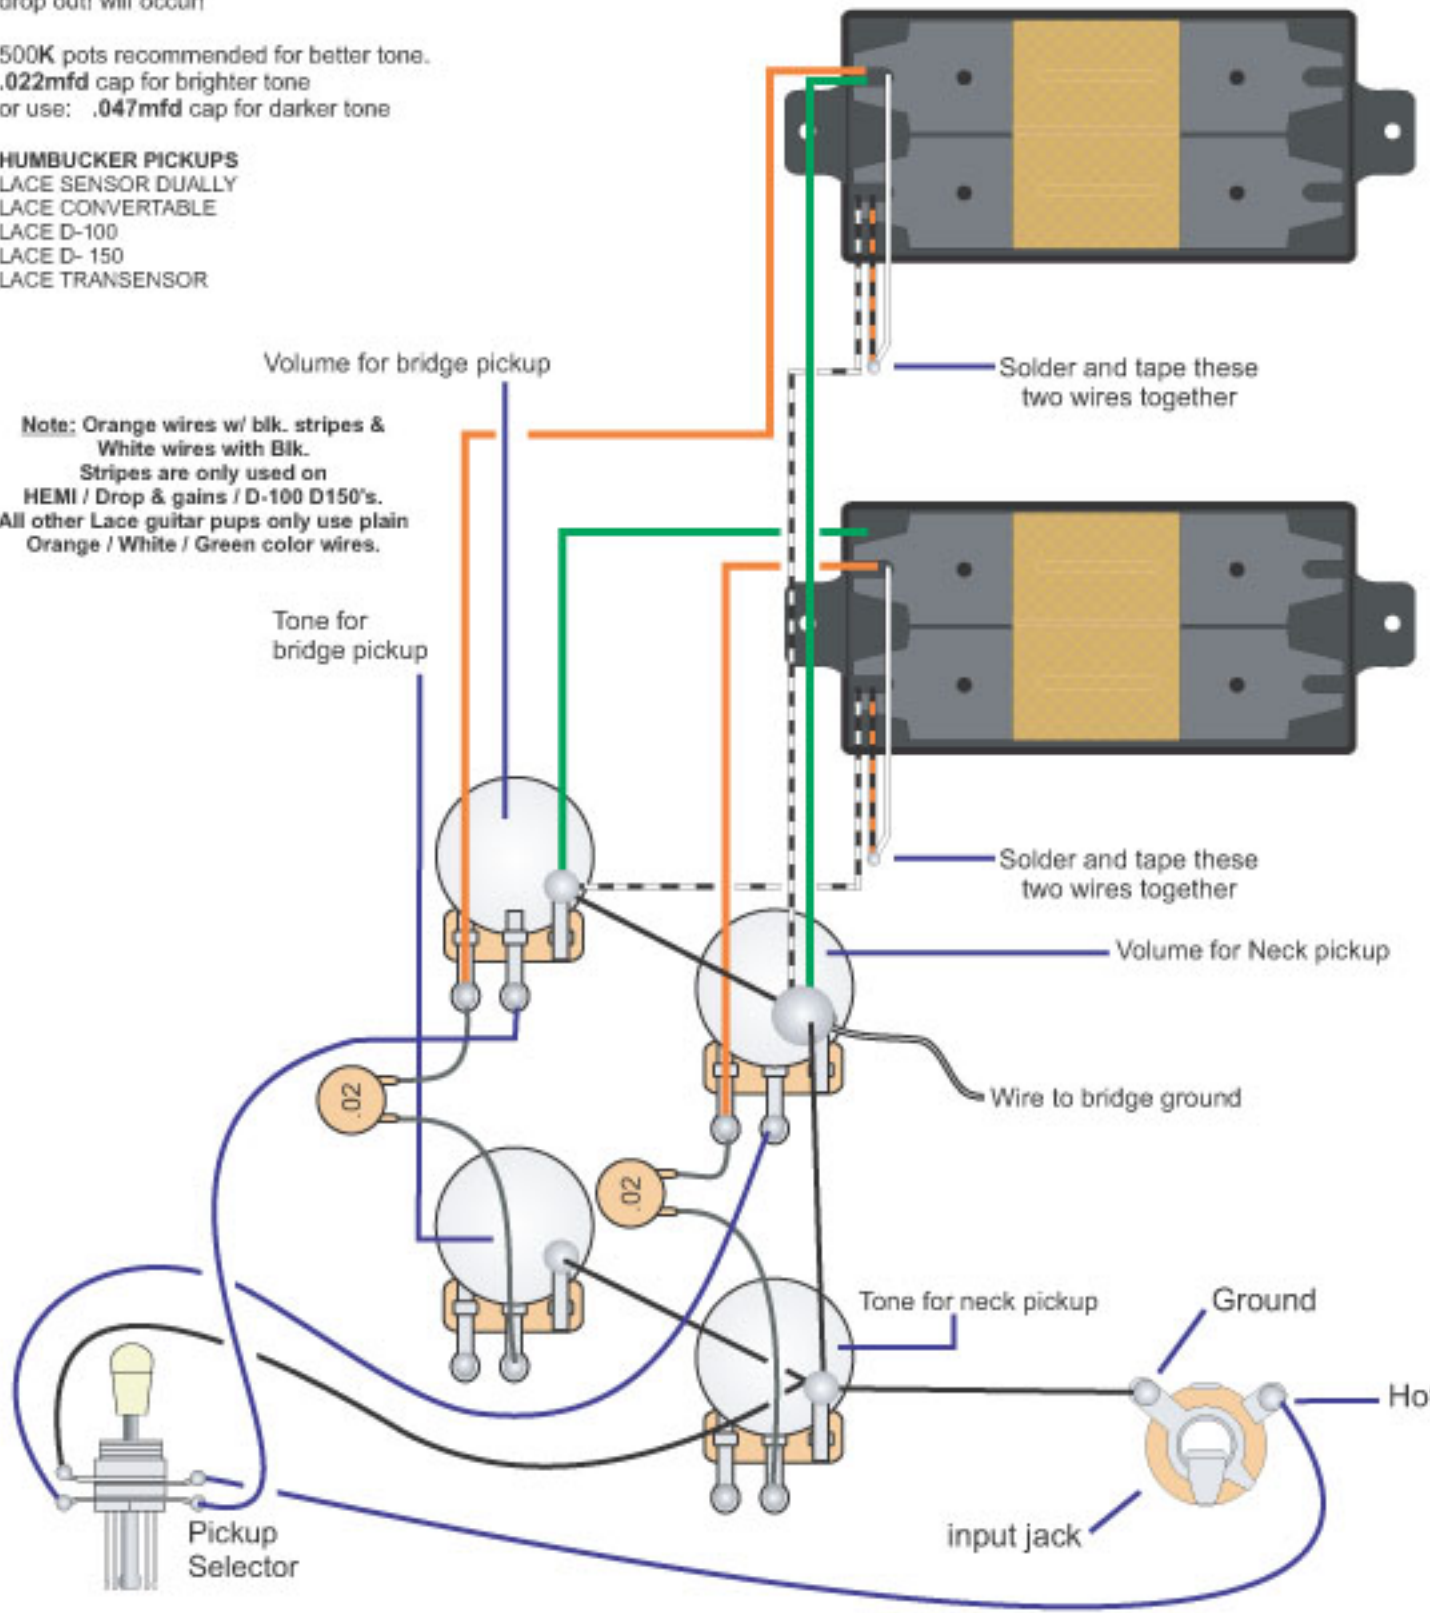 drop out! will occur!
500K pots recommended for better tone.
.022mfd cap for brighter tone
or use: .047mfd cap for darker tone
HUMBUCKER PICKUPS
LACE SENSOR DUALLY
LACE CONVERTABLE
LACE D-100
LACE D- 150
LACE TRANSENSOR
Volume for bridge pickup
Solder and tape these
two wires together
Note: Orange wires w/ blk. stripes &
White wires with Blk.
Stripes are only used on
HEMI / Drop & gains / D-100 D150's.
All other Lace guitar pups only use plain
Orange / White / Green color wires.
Tone for
bridge pickup
Solder and tape these
two wires together
Volume for Neck pickup
Wire to bridge ground
.02
.02
Tone for neck pickup
Ground
Ho
input jack
Pickup
Selector